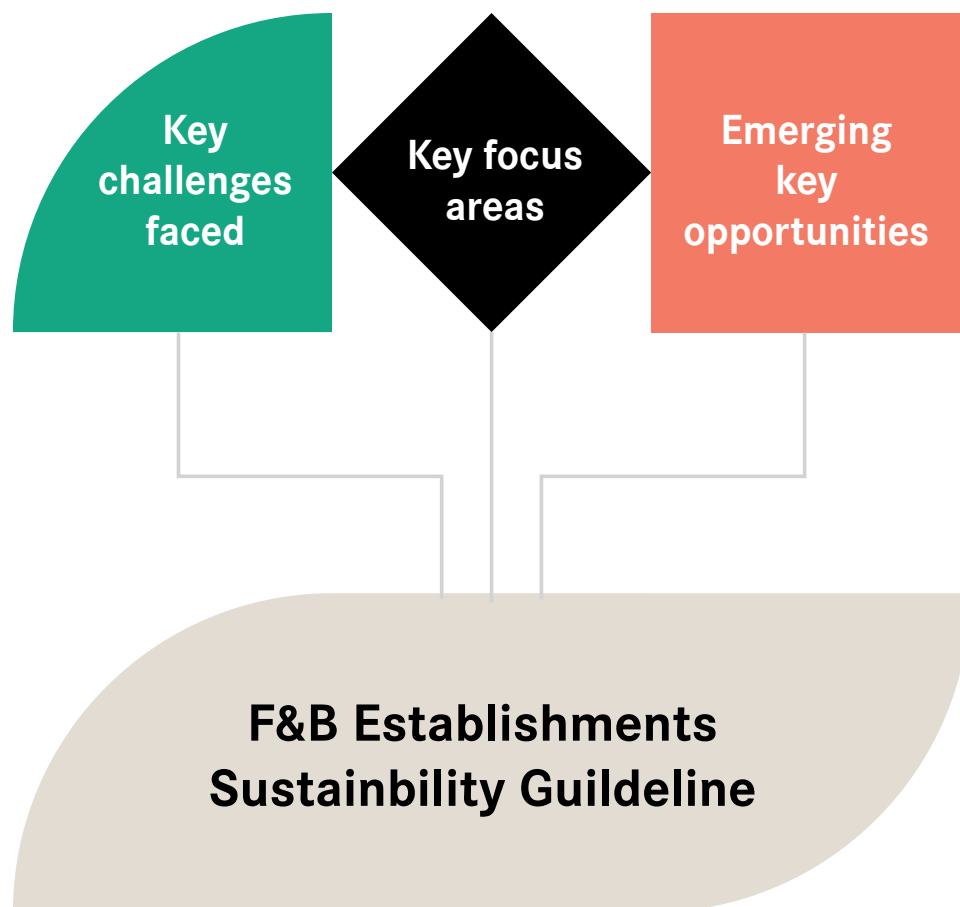 Key
challenges
faced
Key focus
areas
Emerging
key
opportunities
F&B Establishments
Sustainbility Guildeline